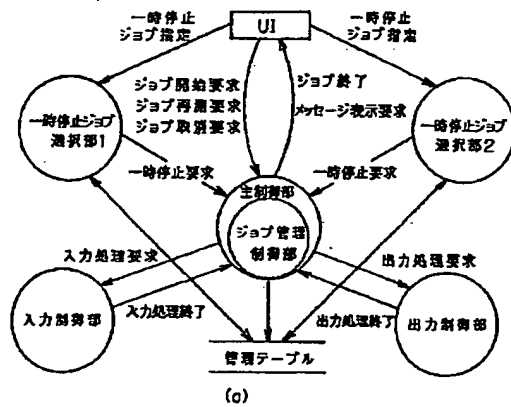 一時停止
ジョブ指定
UI
一時停止
ジョブ指定
ジョブ開始要求
ジョブ再開要求
ジョブ取消要求
ジョブ終了
メッセージ表示要求
一時停止ジョブ
選択部1
一時停止ジョブ
選択部2
一時停止要求
一時停止要求
主制御部
ジョブ管理
制御部
入力処理要求
出力処理要求
入力制御部
入力処理終了
出力処理終了
出力制御部
管理テーブル
(a)